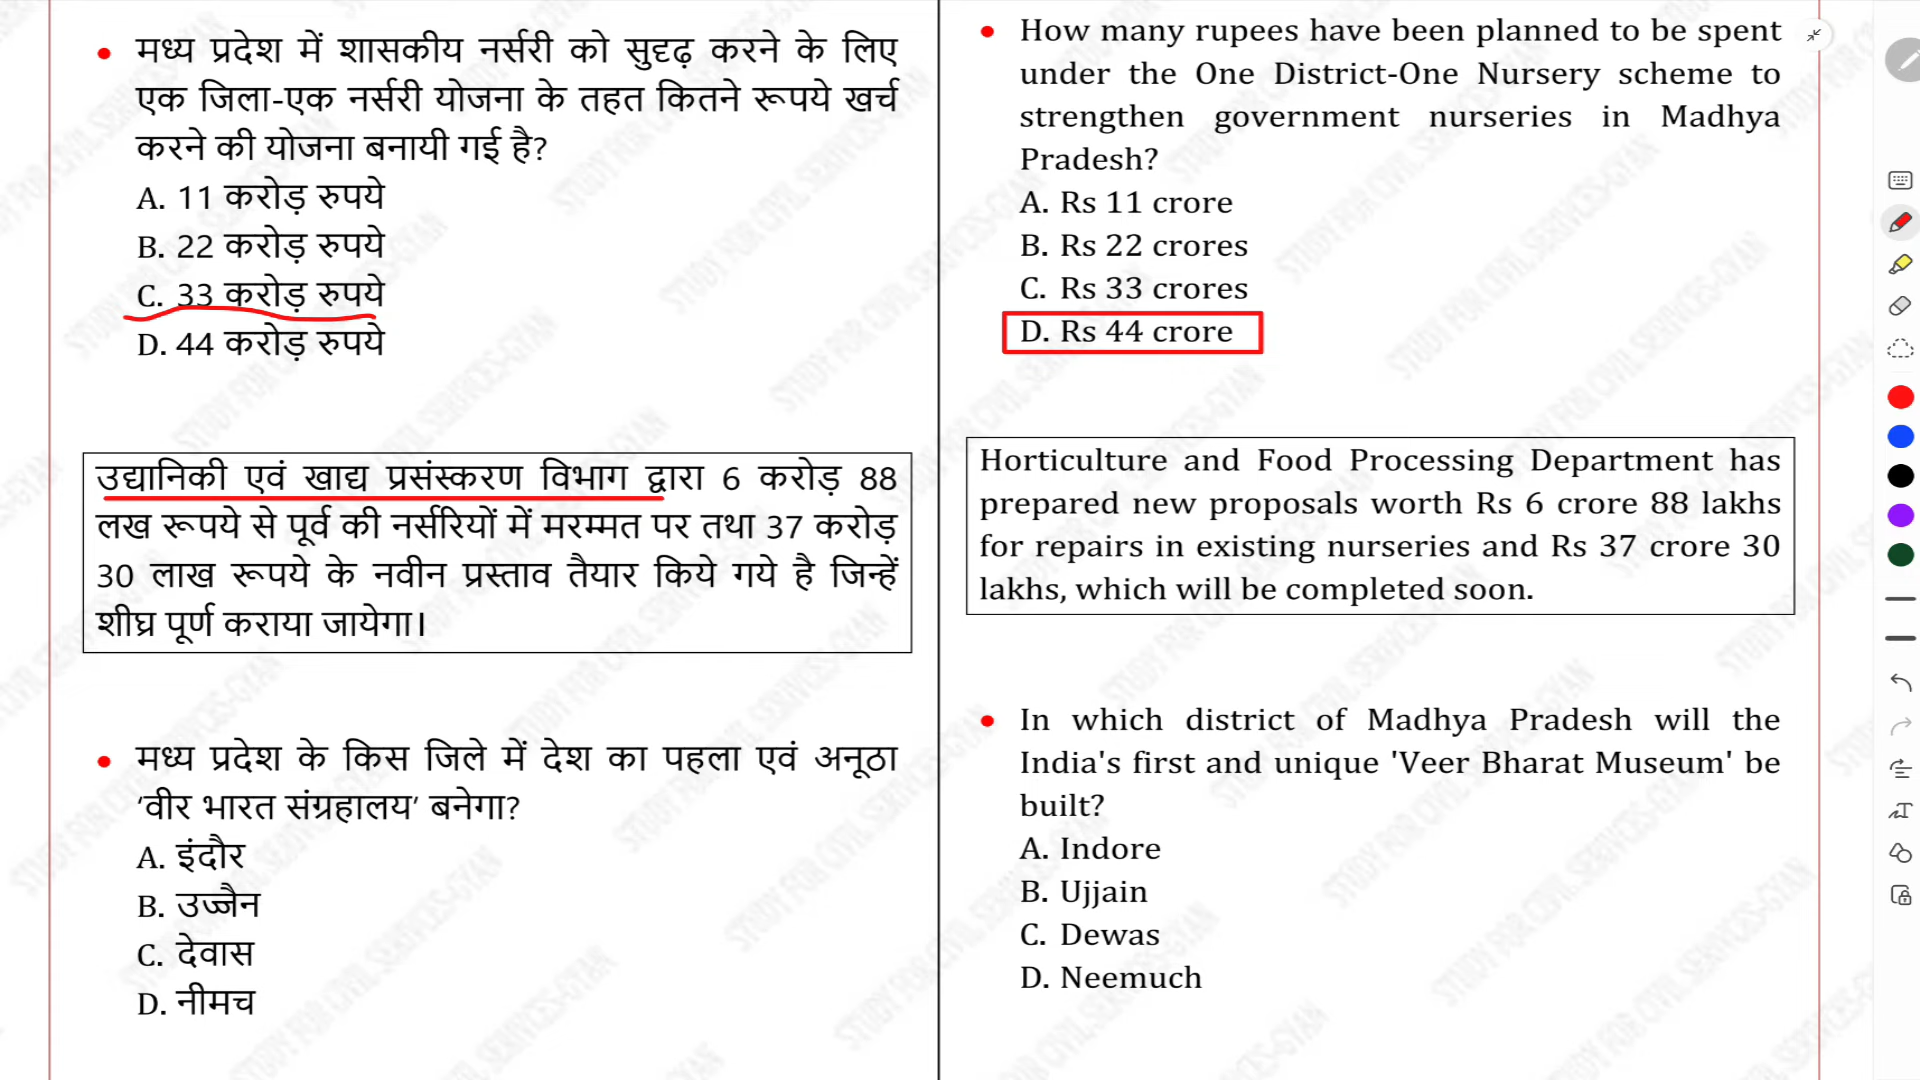 मध्य प्रदेश में शासकीय नर्सरी को सुदृढ़ करने के लिए
एक जिला-एक नर्सरी योजना के तहत कितने रूपये खर्च
करने की योजना बनायी गई है?
A. 11 करोड़ रुपये
B. 22 करोड़ रुपये
C. 33 करोड़ रुपये
D. 44 करोड़ रुपये
उद्यानिकी एवं खाद्य प्रसंस्करण विभाग द्वारा 6 करोड़ 88
लख रूपये से पूर्व की नर्सरियों में मरम्मत पर तथा 37 करोड़
30 लाख रूपये के नवीन प्रस्ताव तैयार किये गये है जिन्हें
शीघ्र पूर्ण कराया जायेगा।
मध्य प्रदेश के किस जिले में देश का पहला एवं अनूठा
‘वीर भारत संग्रहालय’ बनेगा?
A. इंदौर
B. उज्जैन
C. देवास
D. नीमच
How many rupees have been planned to be spent
under the One District-One Nursery scheme to
strengthen government nurseries in Madhya
Pradesh?
A. Rs 11 crore
B. Rs 22 crores
C. Rs 33 crores
D. Rs 44 crore
Horticulture and Food Processing Department has
prepared new proposals worth Rs 6 crore 88 lakhs
for repairs in existing nurseries and Rs 37 crore 30
lakhs, which will be completed soon.
In which district of Madhya Pradesh will the
India's first and unique 'Veer Bharat Museum' be
built?
A. Indore
B. Ujjain
C. Dewas
D. Neemuch